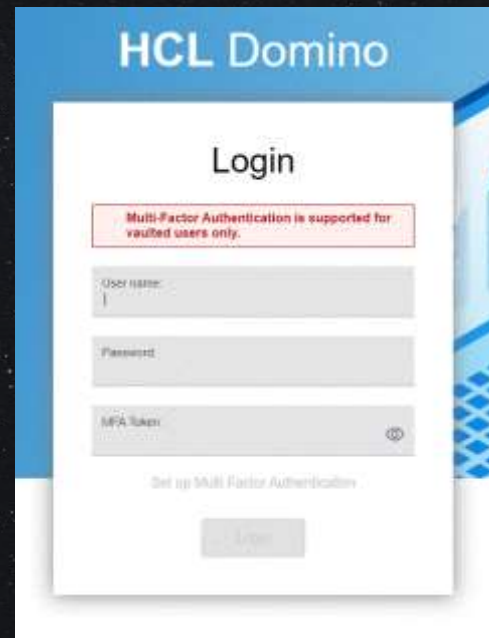 HCL Domino
Login
Multi-Factor Authentication is supported for
vaulted users only.
User name:
Password:
MFA Token:
Set up Multi-Factor Authentication
Login